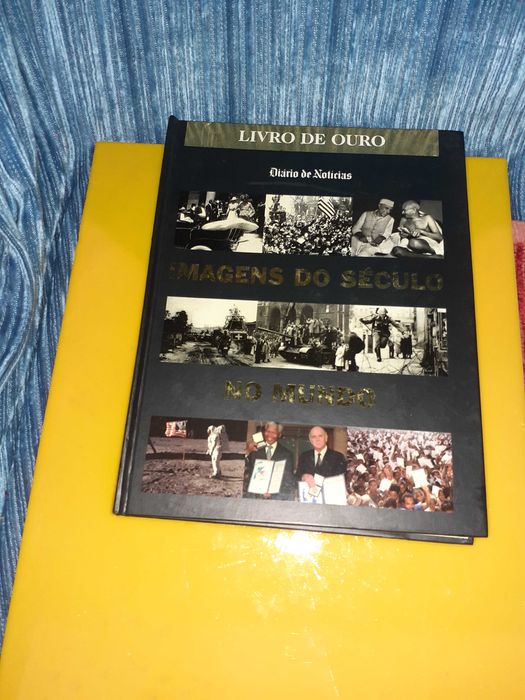 LIVRO DE OURO
Diário de Notícias
IMAGENS DO SÉCULO
NO MUNDO